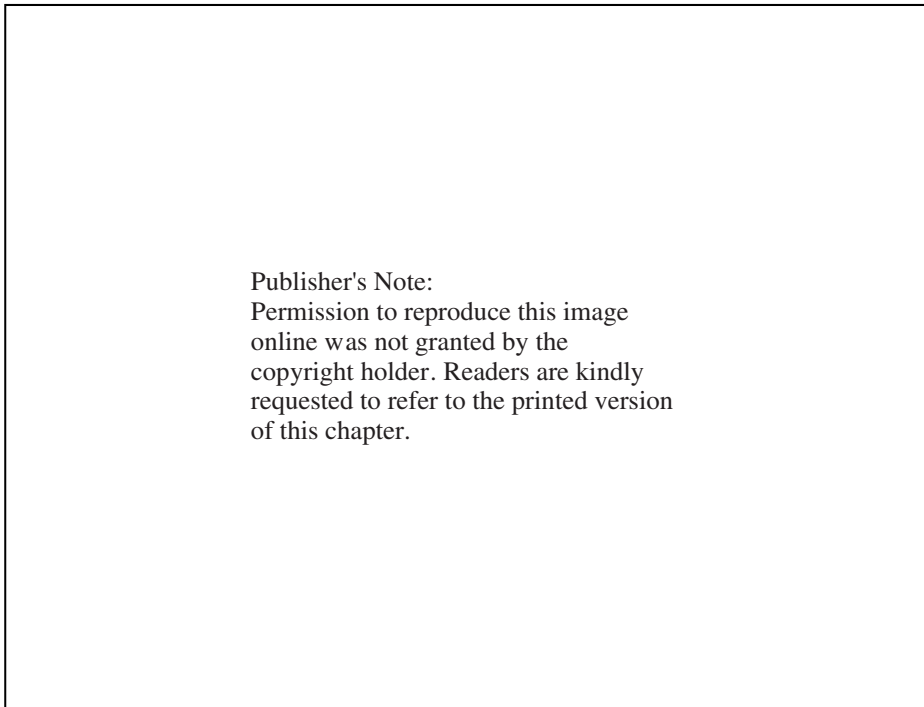 Publisher's Note:
Permission to reproduce this image
online was not granted by the
copyright holder. Readers are kindly
requested to refer to the printed version
of this chapter.